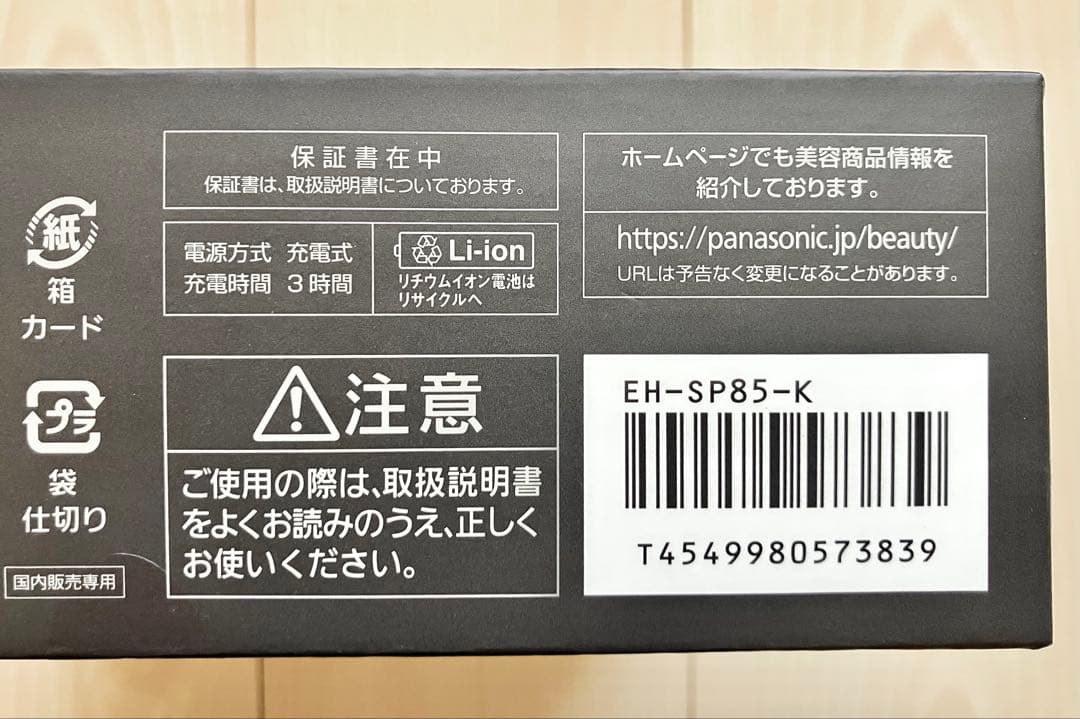 紙
箱
カード
プラ
袋
仕切り
国内販売専用
保証書在中
保証書は、取扱説明書についております。
電源方式 充電式
充電時間 3時間
Li-ion
リチウムイオン電池は
リサイクルへ
注意
ご使用の際は、取扱説明書
をよくお読みのうえ、正しく
お使いください。
ホームページでも美容商品情報を
紹介しております。
https://panasonic.jp/beauty/
URLは予告なく変更になることがあります。
EH-SP85-K
T4549980573839